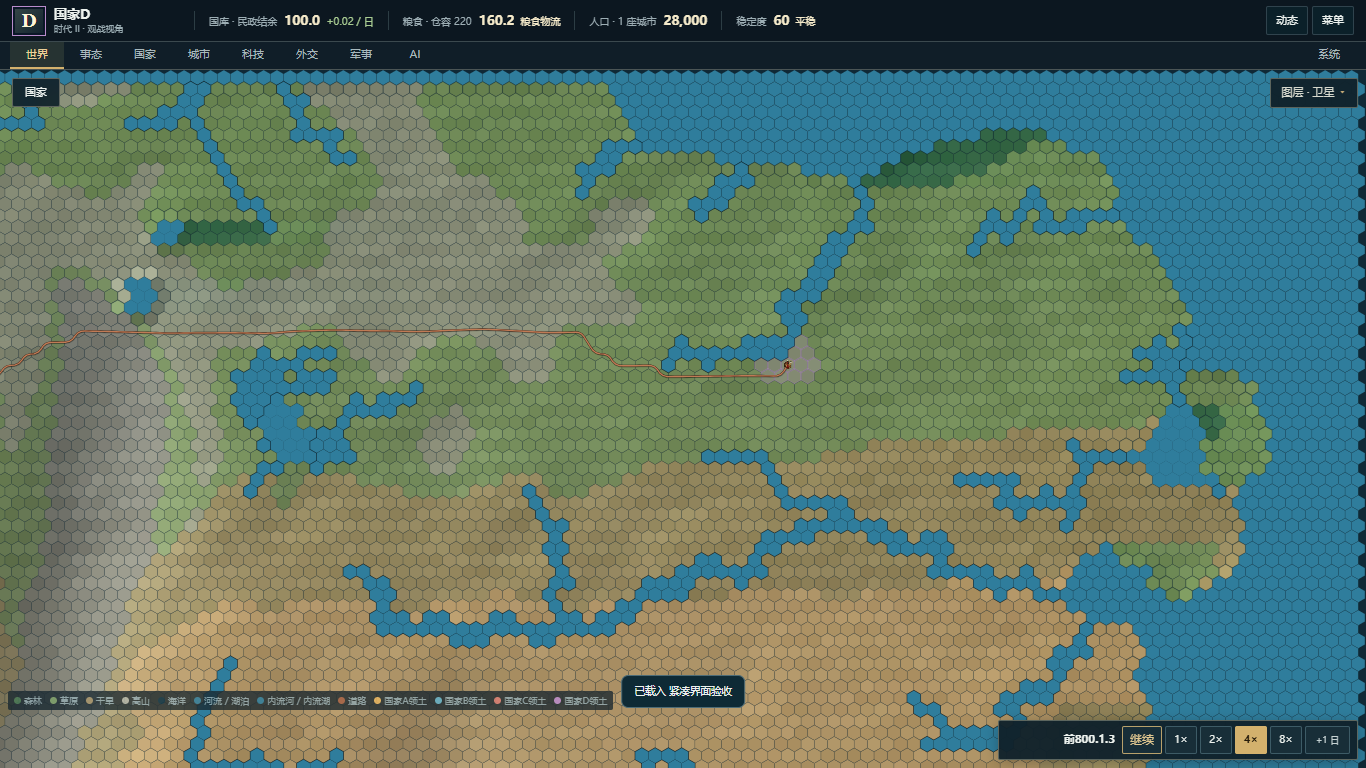 D
国家D
时代 II · 观战视角
国库 · 民政结余 100.0 +0.02 / 日
粮食 · 仓容 220 160.2 粮食物流
人口 · 1 座城市 28,000
稳定度 60 平稳
动态
菜单
世界
事态
国家
城市
科技
外交
军事
AI
系统
国家
图层 · 卫星
森林
草原
干旱
高山
海洋
河流 / 湖泊
内流河 / 内流湖
道路
国家A领土
国家B领土
国家C领土
国家D领土
已载入 紧凑界面验收
前800.1.3
继续
1×
2×
4×
8×
+1 日